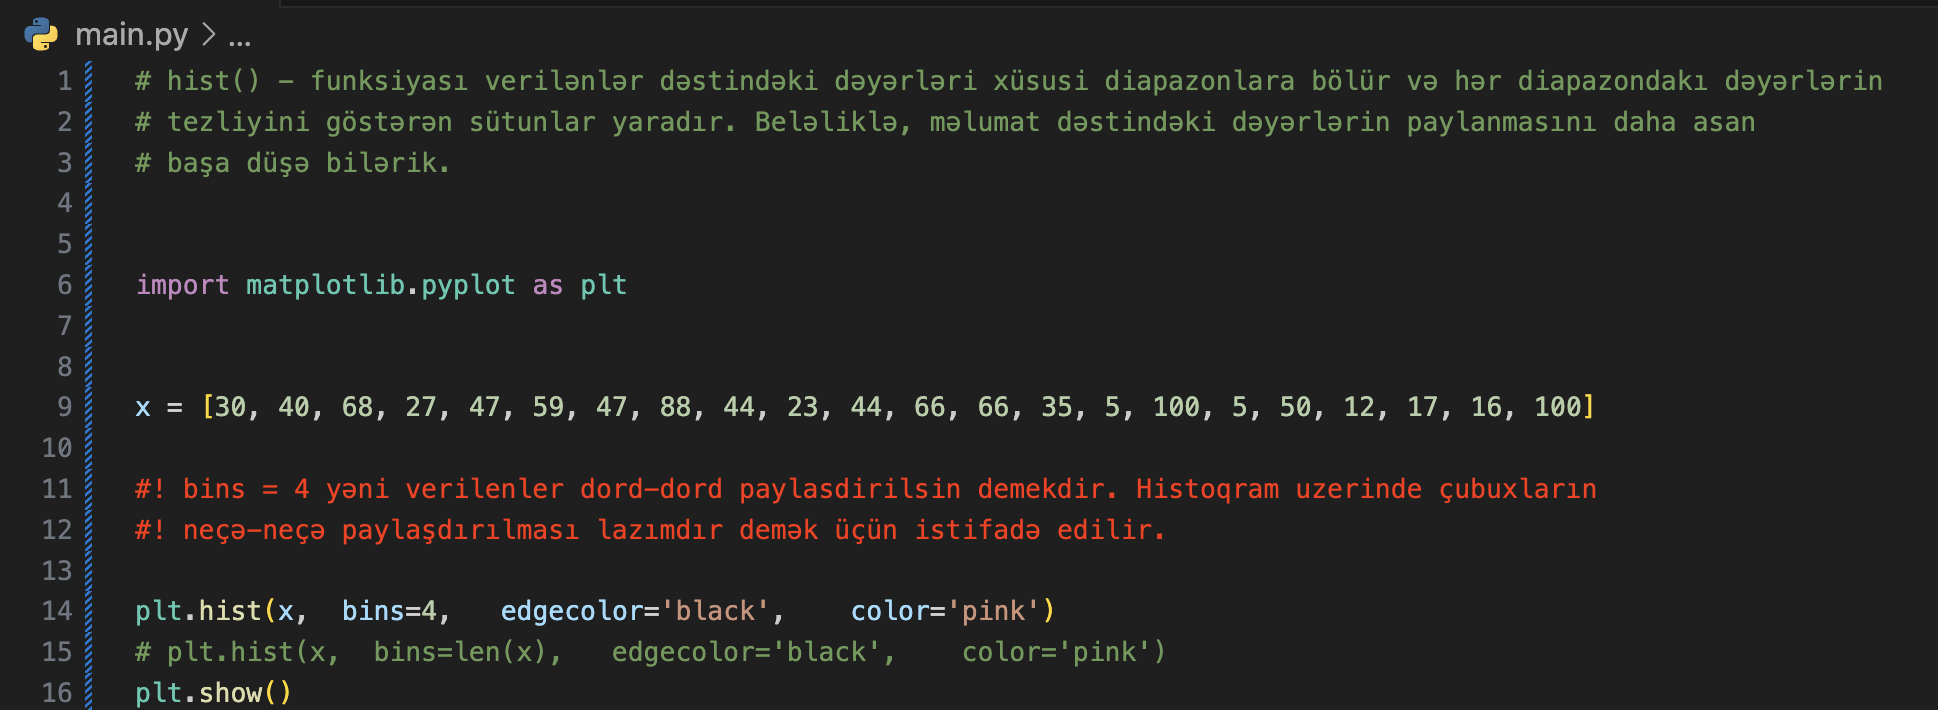 main.py > ...
1 # hist() - funksiyası verilənlər dəstindəki dəyərləri xüsusi diapazonlara bölür və hər diapazondakı dəyərlərin
2 # tezliyini göstərən sütunlar yaradır. Beləliklə, məlumat dəstindəki dəyərlərin paylanmasını daha asan
3 # başa düşə bilərik.
4
5
6 import matplotlib.pyplot as plt
7
8
9 x = [30, 40, 68, 27, 47, 59, 47, 88, 44, 23, 44, 66, 66, 35, 5, 100, 5, 50, 12, 17, 16, 100]
10
11 #! bins = 4 yəni verilenler dord-dord paylasdirilsin demekdir. Histoqram uzerinde çubuxların
12 #! neçə-neçə paylaşdırılması lazımdır demək üçün istifadə edilir.
13
14 plt.hist(x,  bins=4,   edgecolor='black',    color='pink')
15 # plt.hist(x,  bins=len(x),   edgecolor='black',    color='pink')
16 plt.show()